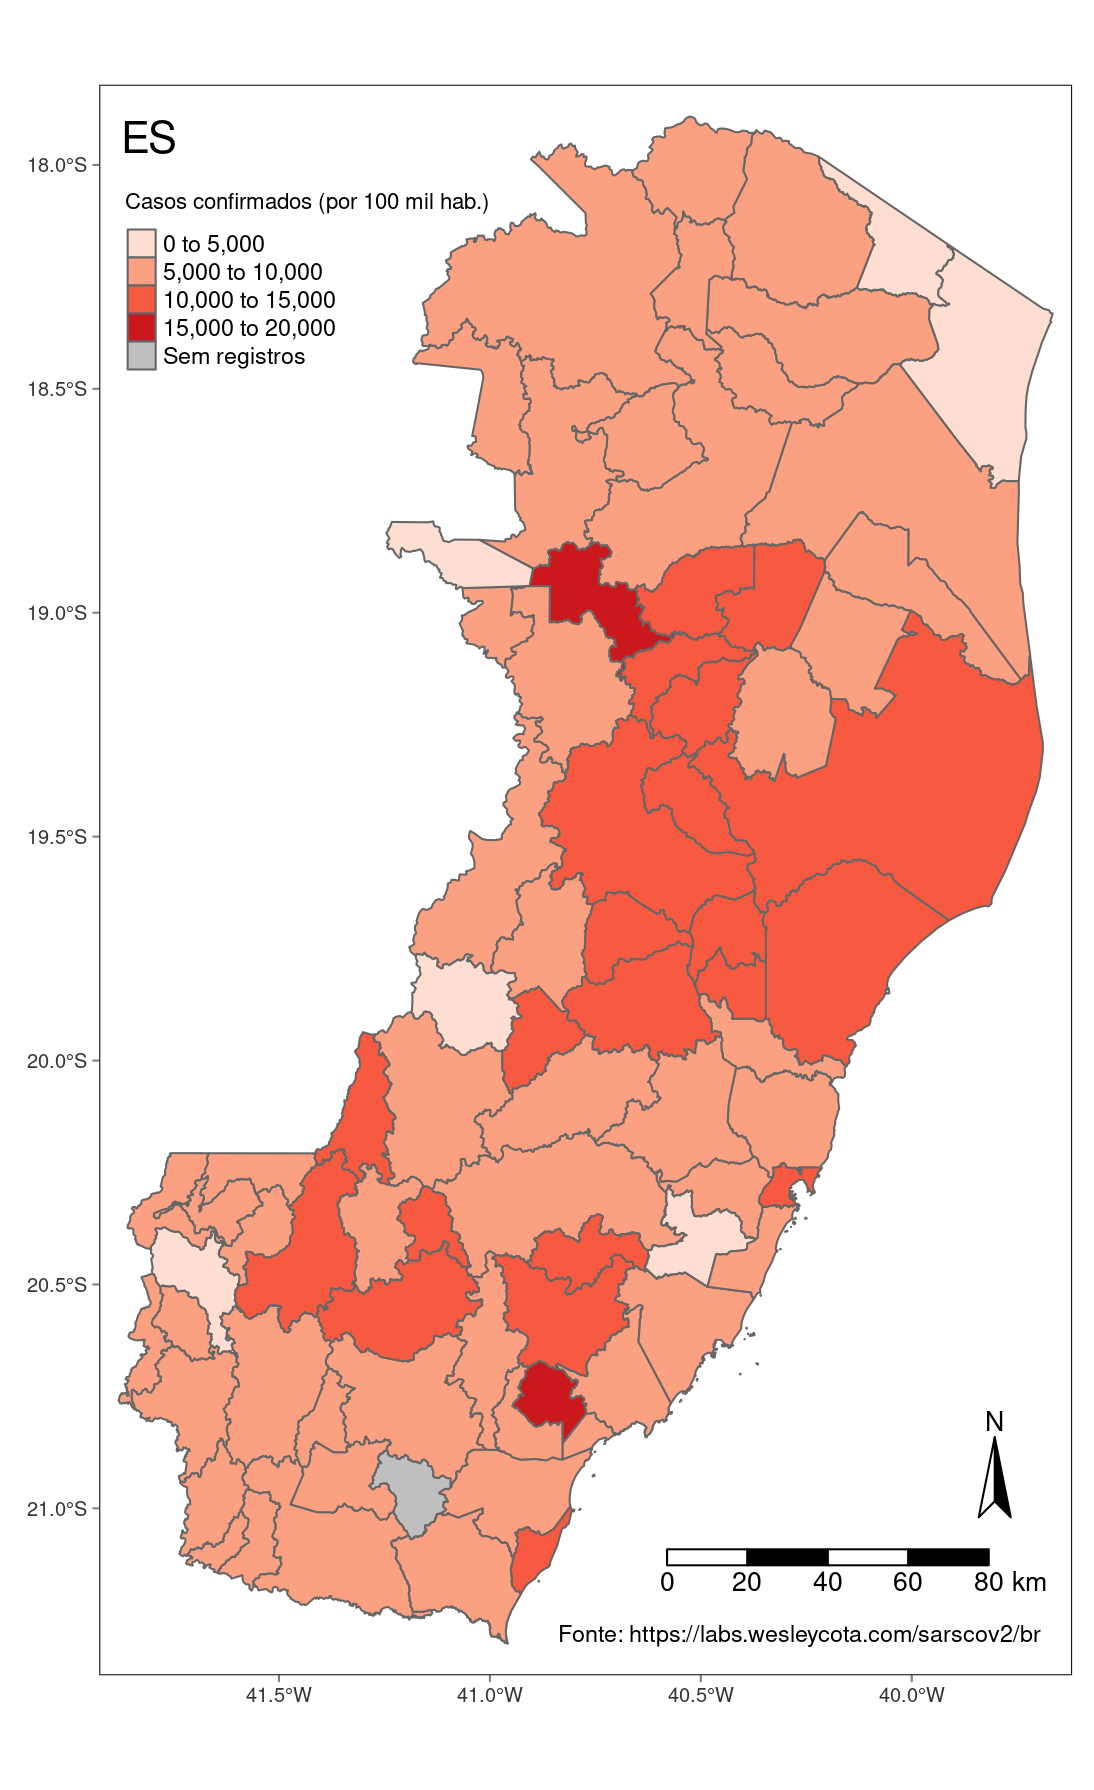 ES
Casos confirmados (por 100 mil hab.)
0 to 5,000
5,000 to 10,000
10,000 to 15,000
15,000 to 20,000
Sem registros
18.0°S
18.5°S
19.0°S
19.5°S
20.0°S
20.5°S
21.0°S
N
0 20 40 60 80 km
Fonte: https://labs.wesleycota.com/sarscov2/br
41.5°W 41.0°W 40.5°W 40.0°W